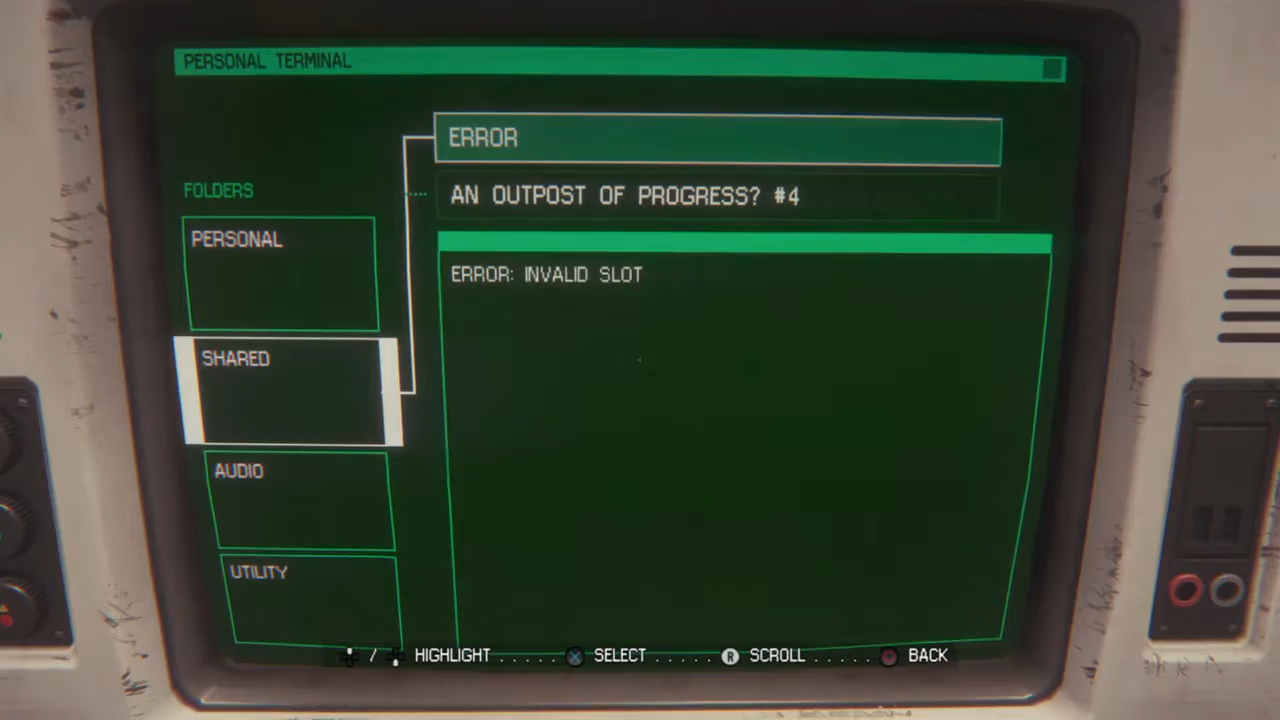 PERSONAL TERMINAL
FOLDERS
PERSONAL
SHARED
AUDIO
UTILITY
ERROR
AN OUTPOST OF PROGRESS? #4
ERROR: INVALID SLOT
/ HIGHLIGHT..... SELECT..... R SCROLL..... BACK